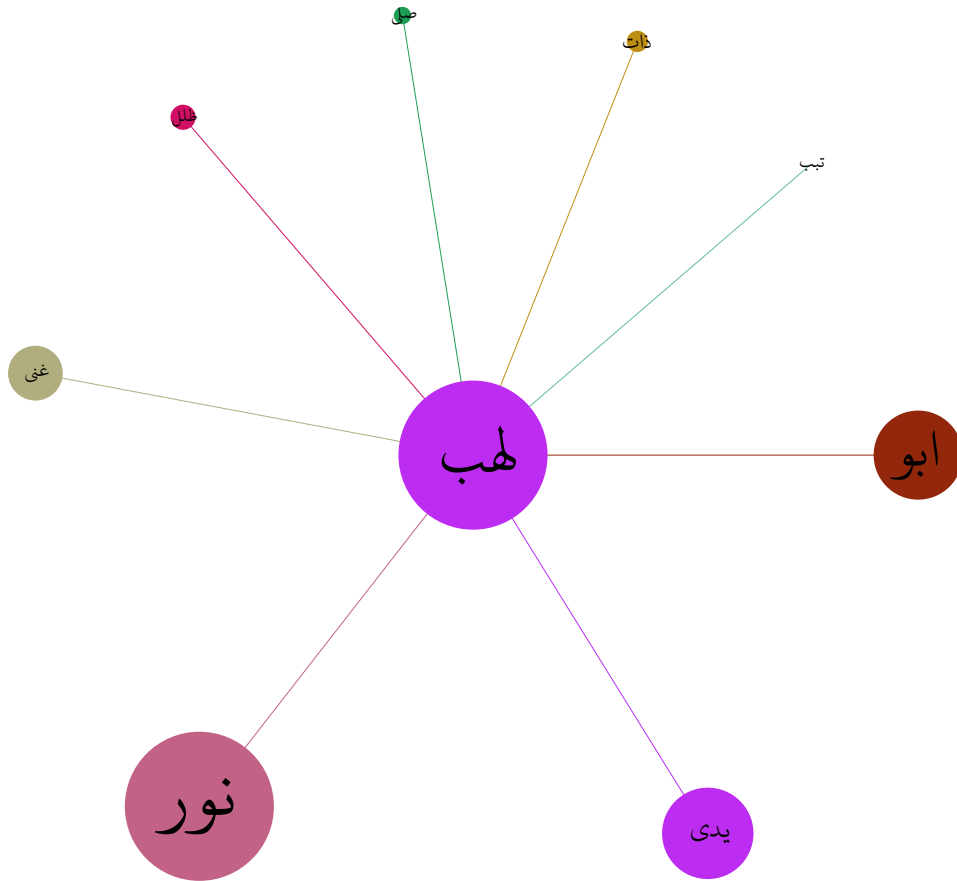 صلى
ذات
ظلل
تبب
غنى
لهب
ابو
نور
يدى